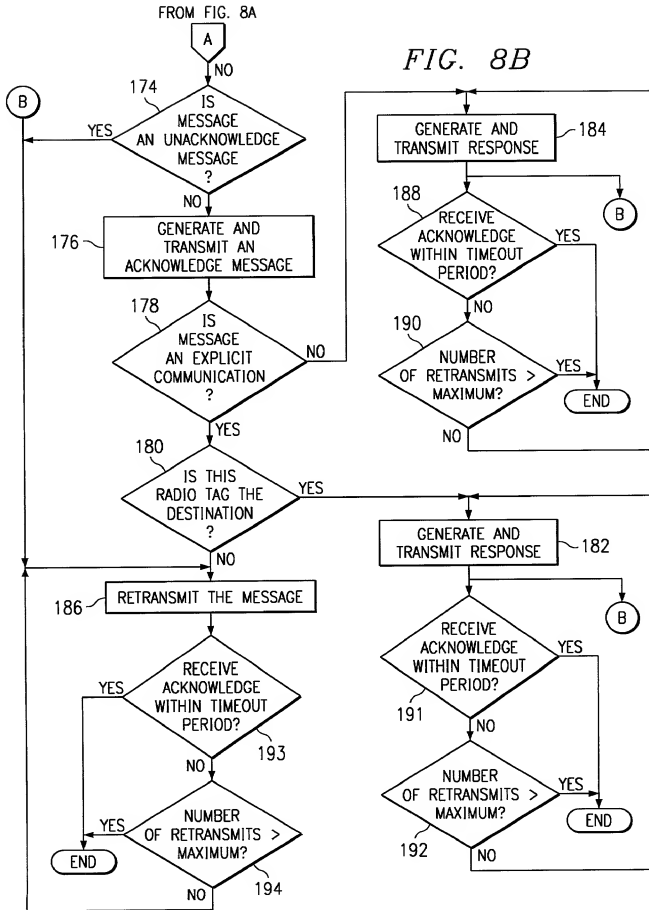 FROM FIG. 8A
A
NO
FIG. 8B
B
174
IS
MESSAGE
AN UNACKNOWLEDGE
MESSAGE
?
YES
NO
176
GENERATE AND
TRANSMIT AN
ACKNOWLEDGE MESSAGE
178
IS
MESSAGE
AN EXPLICIT
COMMUNICATION
?
NO
YES
180
IS THIS
RADIO TAG THE
DESTINATION
?
YES
NO
186
RETRANSMIT THE MESSAGE
RECEIVE
ACKNOWLEDGE
WITHIN TIMEOUT
PERIOD?
YES
193
NO
NUMBER
OF RETRANSMITS >
MAXIMUM?
YES
194
END
NO
GENERATE AND
TRANSMIT RESPONSE
184
B
188
RECEIVE
ACKNOWLEDGE
WITHIN TIMEOUT
PERIOD?
YES
NO
190
NUMBER
OF RETRANSMITS >
MAXIMUM?
YES
END
NO
GENERATE AND
TRANSMIT RESPONSE
182
B
RECEIVE
ACKNOWLEDGE
WITHIN TIMEOUT
PERIOD?
YES
191
NO
NUMBER
OF RETRANSMITS >
MAXIMUM?
YES
192
END
NO